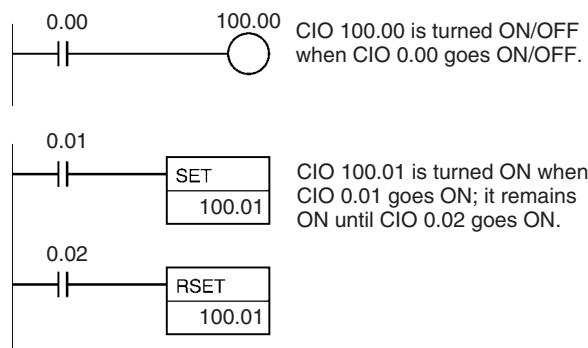 0.00
100.00
CIO 100.00 is turned ON/OFF
when CIO 0.00 goes ON/OFF.
0.01
SET
100.01
CIO 100.01 is turned ON when
CIO 0.01 goes ON; it remains
ON until CIO 0.02 goes ON.
0.02
RSET
100.01